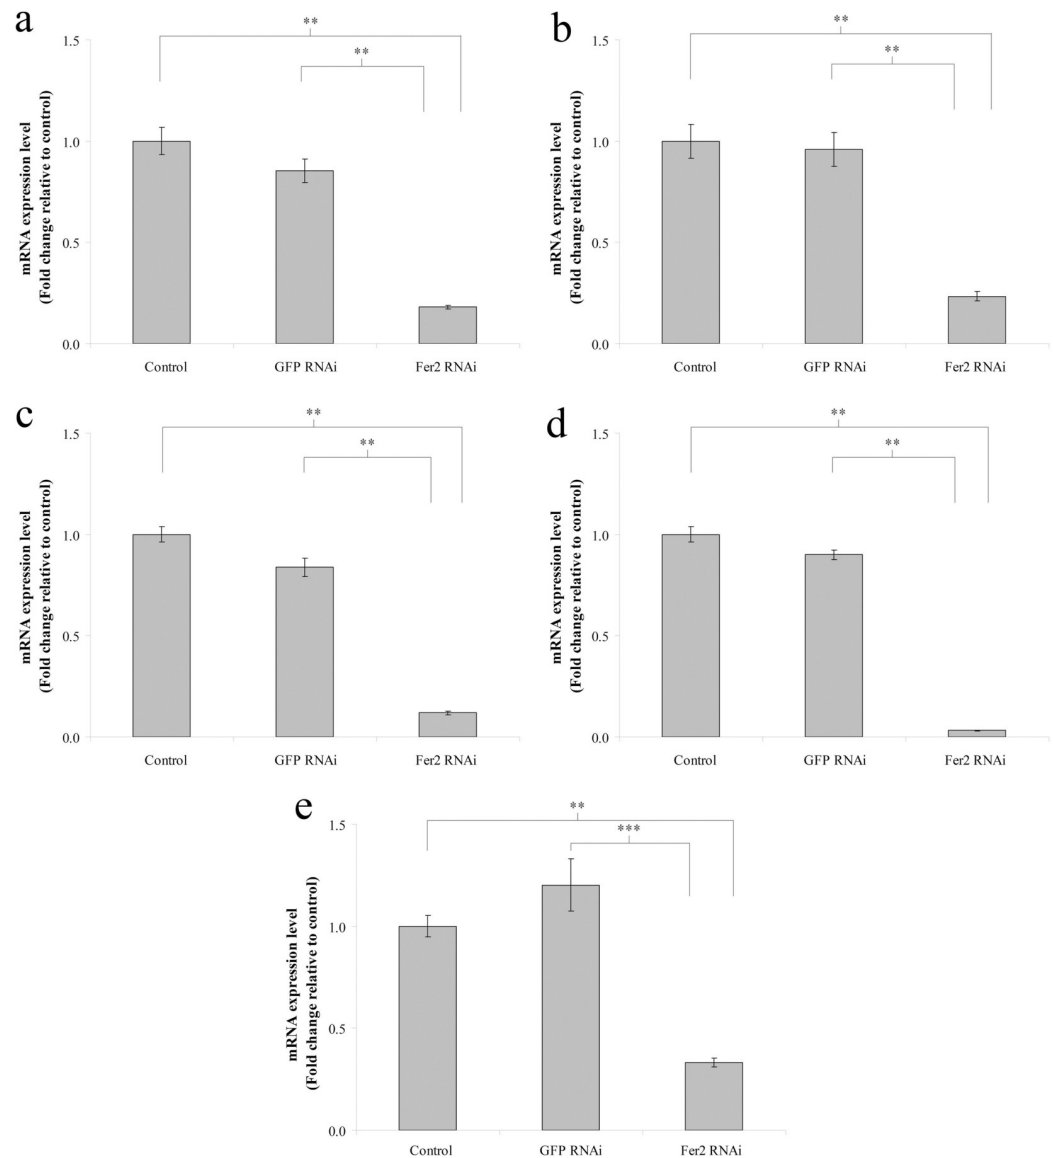 a
**
**
1.5
1.0
0.5
0.0
mRNA expression level
(Fold change relative to control)
Control
GFP RNAi
Fer2 RNAi
b
**
**
1.5
1.0
0.5
0.0
mRNA expression level
(Fold change relative to control)
Control
GFP RNAi
Fer2 RNAi
c
**
**
1.5
1.0
0.5
0.0
mRNA expression level
(Fold change relative to control)
Control
GFP RNAi
Fer2 RNAi
d
**
**
1.5
1.0
0.5
0.0
mRNA expression level
(Fold change relative to control)
Control
GFP RNAi
Fer2 RNAi
e
**
***
1.5
1.0
0.5
0.0
mRNA expression level
(Fold change relative to control)
Control
GFP RNAi
Fer2 RNAi